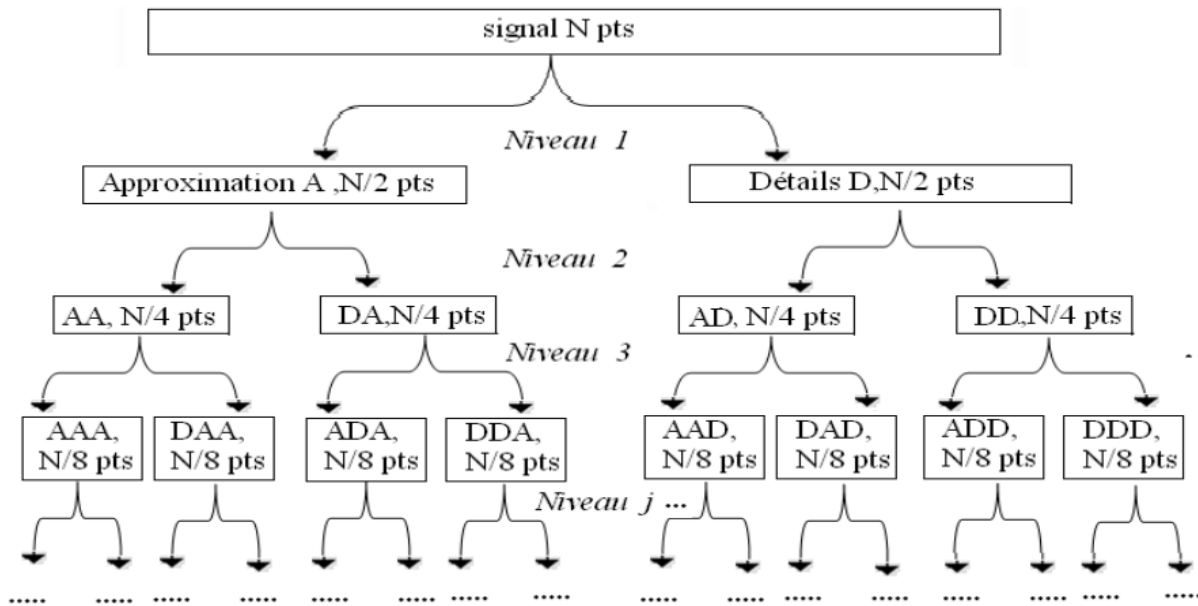 signal N pts
Niveau 1
Approximation A ,N/2 pts
Détails D,N/2 pts
Niveau 2
AA, N/4 pts
DA,N/4 pts
AD, N/4 pts
DD,N/4 pts
Niveau 3
AAA,
N/8 pts
DAA,
N/8 pts
ADA,
N/8 pts
DDA,
N/8 pts
AAD,
N/8 pts
DAD,
N/8 pts
ADD,
N/8 pts
DDD,
N/8 pts
Niveau j ...
..... ..... ..... ..... ..... ..... ..... ..... ..... ..... ..... ..... ..... ..... ..... .....